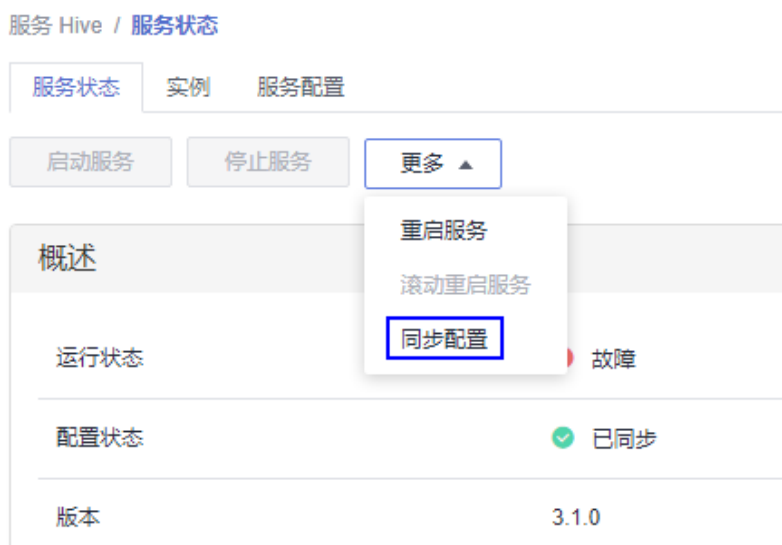 服务 Hive / 服务状态
服务状态 实例 服务配置
启动服务 停止服务 更多
重启服务
滚动重启服务
同步配置
概述
运行状态 故障
配置状态 已同步
版本 3.1.0